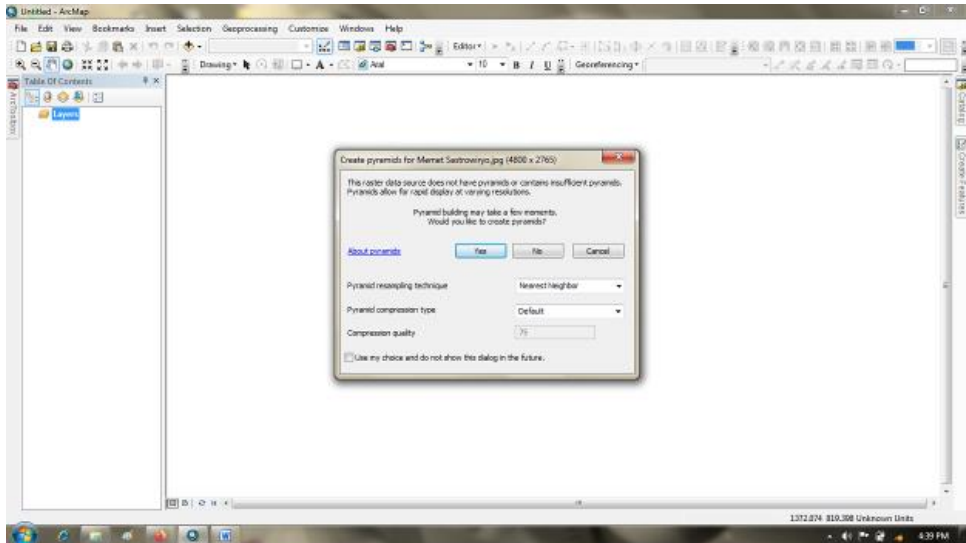 Untitled - ArcMap
File Edit View Bookmarks Insert Selection Geoprocessing Customize Windows Help
Editor
Drawing Arial 10 B I U Georeferencing
Table Of Contents
Layers
ArcToolbox
Catalog
Create Features
Create pyramids for Memet Sastrowiryo.jpg (4800 x 2765)
This raster data source does not have pyramids or contains insufficient pyramids.
Pyramids allow for rapid display at varying resolutions.
Pyramid building may take a few moments.
Would you like to create pyramids?
About pyramids Yes No Cancel
Pyramid resampling technique Nearest Neighbor
Pyramid compression type Default
Compression quality 75
Use my choice and do not show this dialog in the future.
1372.074 819.398 Unknown Units
4:39 PM